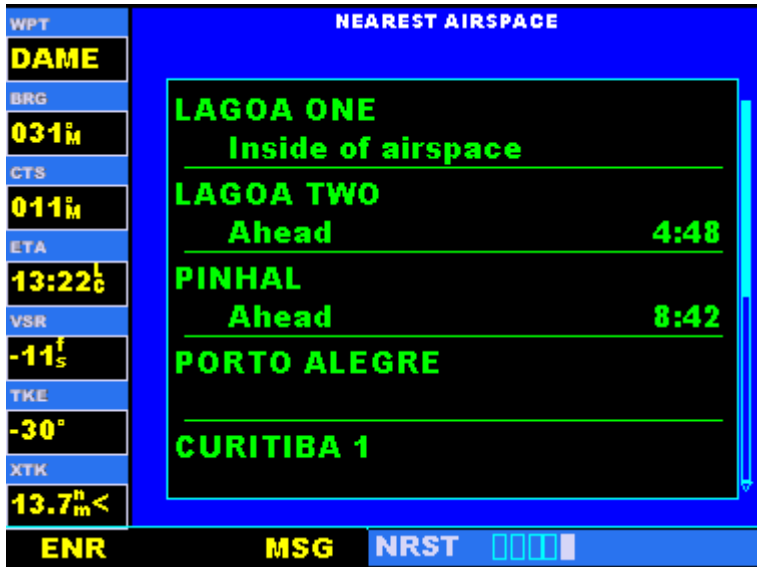 WPT
NEAREST AIRSPACE
DAME
BRG
031°M
CTS
011°M
ETA
13:22LC
VSR
-11fs
TKE
-30°
XTK
13.7nm<
LAGOA ONE
Inside of airspace
LAGOA TWO
Ahead 4:48
PINHAL
Ahead 8:42
PORTO ALEGRE
CURITIBA 1
ENR MSG NRST